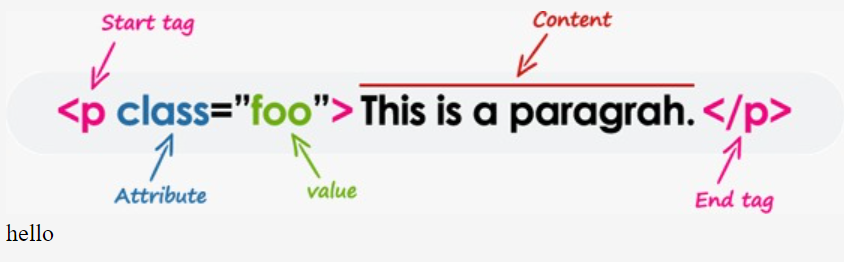 Start tag
Content
<p class=”foo”> This is a paragrah. </p>
Attribute
value
End tag
hello